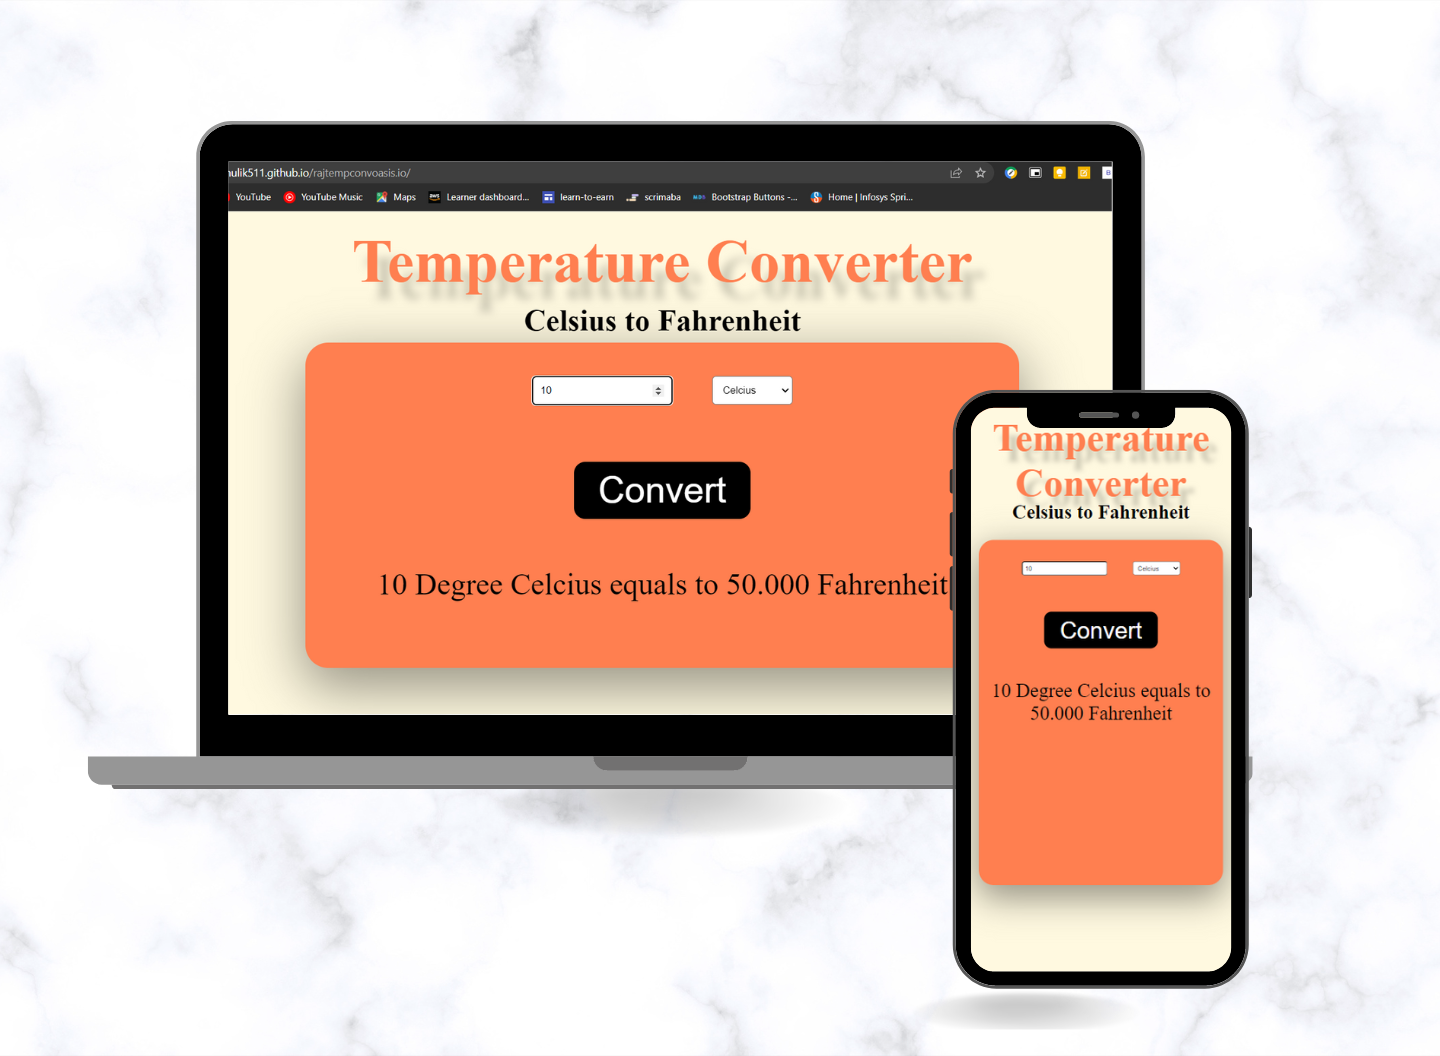 nulik511.github.io/rajtempconvoasis.io/
YouTube YouTube Music Maps aws Learner dashboard... learn-to-earn scrimaba Bootstrap Buttons -... Home | Infosys Spri...
Temperature Converter
Celsius to Fahrenheit
10 Celcius
Convert
10 Degree Celcius equals to 50.000 Fahrenheit
Temperature
Converter
Celsius to Fahrenheit
10 Celcius
Convert
10 Degree Celcius equals to
50.000 Fahrenheit